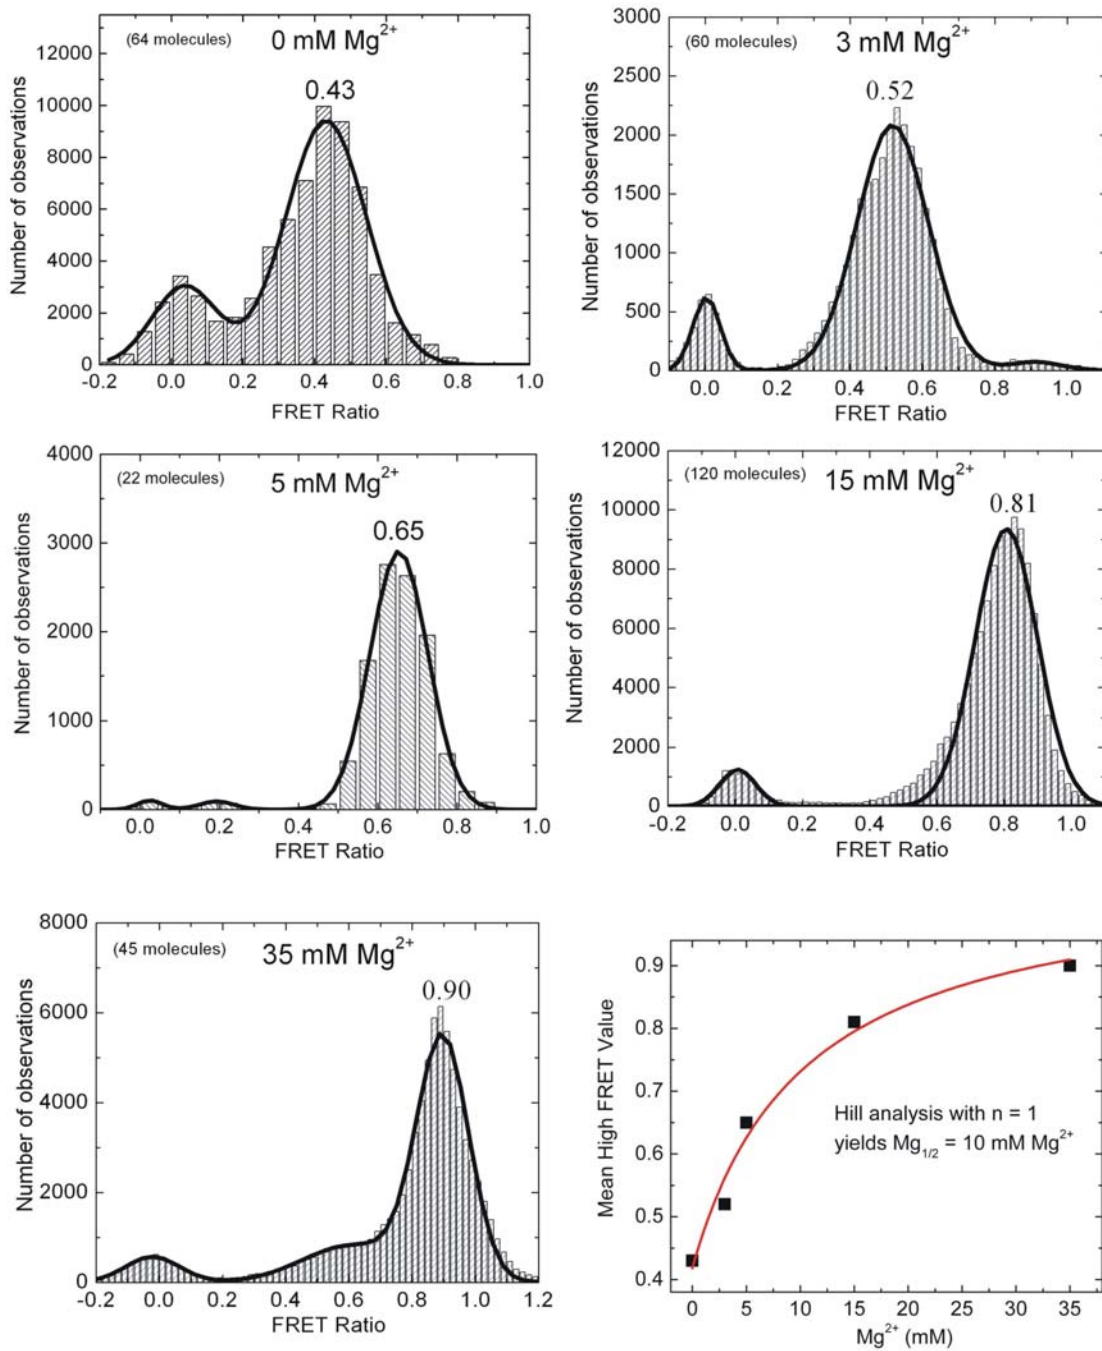 (64 molecules)
0 mM Mg²⁺
0.43
Number of observations
12000
10000
8000
6000
4000
2000
0
-0.2 0.0 0.2 0.4 0.6 0.8 1.0
FRET Ratio
(60 molecules)
3 mM Mg²⁺
0.52
Number of observations
3000
2500
2000
1500
1000
500
0
0.0 0.2 0.4 0.6 0.8 1.0
FRET Ratio
(22 molecules)
5 mM Mg²⁺
0.65
Number of observations
4000
3000
2000
1000
0
0.0 0.2 0.4 0.6 0.8 1.0
FRET Ratio
(120 molecules)
15 mM Mg²⁺
0.81
Number of observations
12000
10000
8000
6000
4000
2000
0
-0.2 0.0 0.2 0.4 0.6 0.8 1.0
FRET Ratio
(45 molecules)
35 mM Mg²⁺
0.90
Number of observations
8000
6000
4000
2000
0
-0.2 0.0 0.2 0.4 0.6 0.8 1.0 1.2
FRET Ratio
Mean High FRET Value
0.9
0.8
0.7
0.6
0.5
0.4
Hill analysis with n = 1
yields Mg₁/₂ = 10 mM Mg²⁺
0 5 10 15 20 25 30 35
Mg²⁺ (mM)